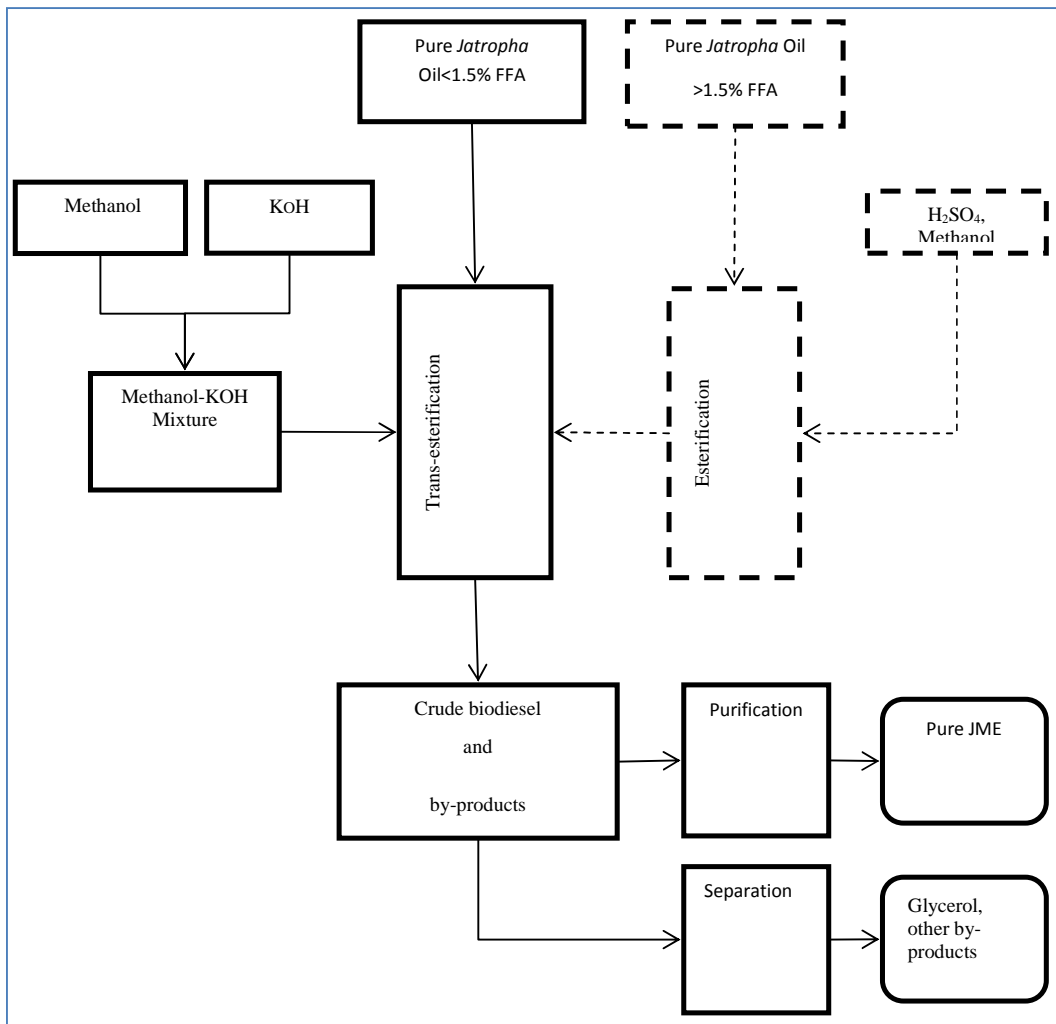 Pure Jatropha
Oil<1.5% FFA
Pure Jatropha Oil
>1.5% FFA
Methanol
KOH
H₂SO₄,
Methanol
Methanol-KOH
Mixture
Trans-esterification
Esterification
Crude biodiesel
and
by-products
Purification
Pure JME
Separation
Glycerol,
other by-
products